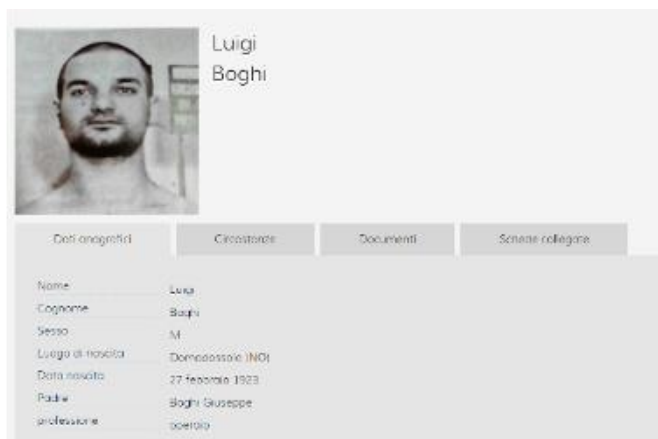 Luigi
Boghi
Dati anagrafici Circostanze Documenti Schede collegate
Nome Luigi
Cognome Boghi
Sesso M
Luogo di nascita Domodossola (NO)
Data nascita 27 febbraio 1923
Padre Boghi Giuseppe
professione operaio